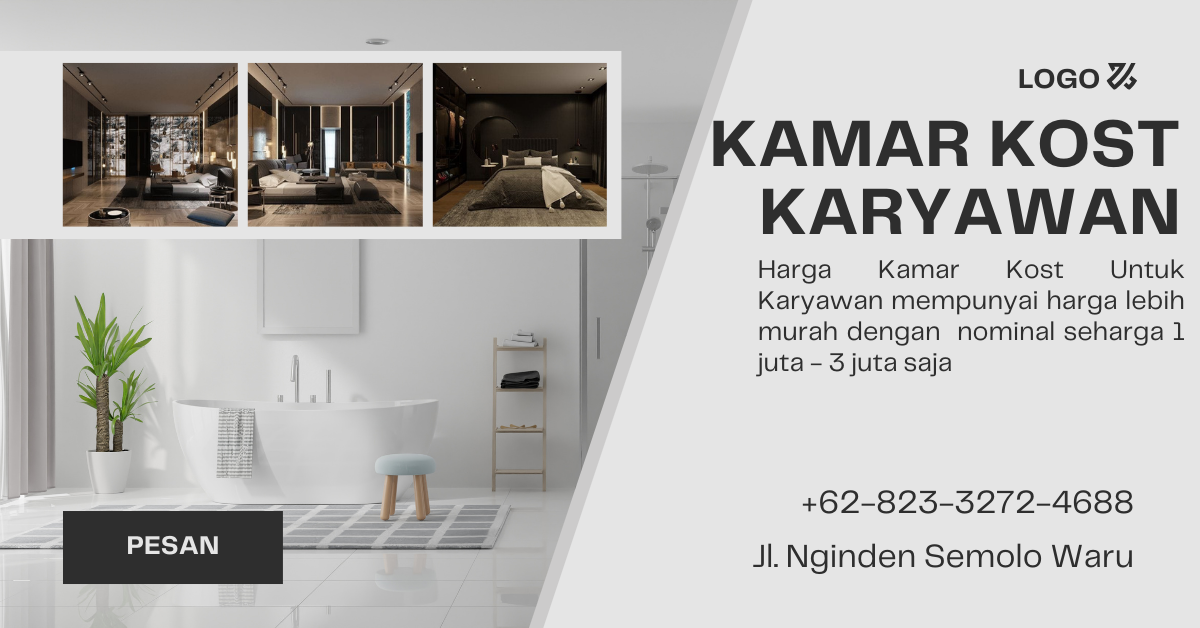 LOGO
KAMAR KOST
KARYAWAN
Harga Kamar Kost Untuk
Karyawan mempunyai harga lebih
murah dengan nominal seharga 1
juta – 3 juta saja
+62-823-3272-4688
Jl. Nginden Semolo Waru
PESAN